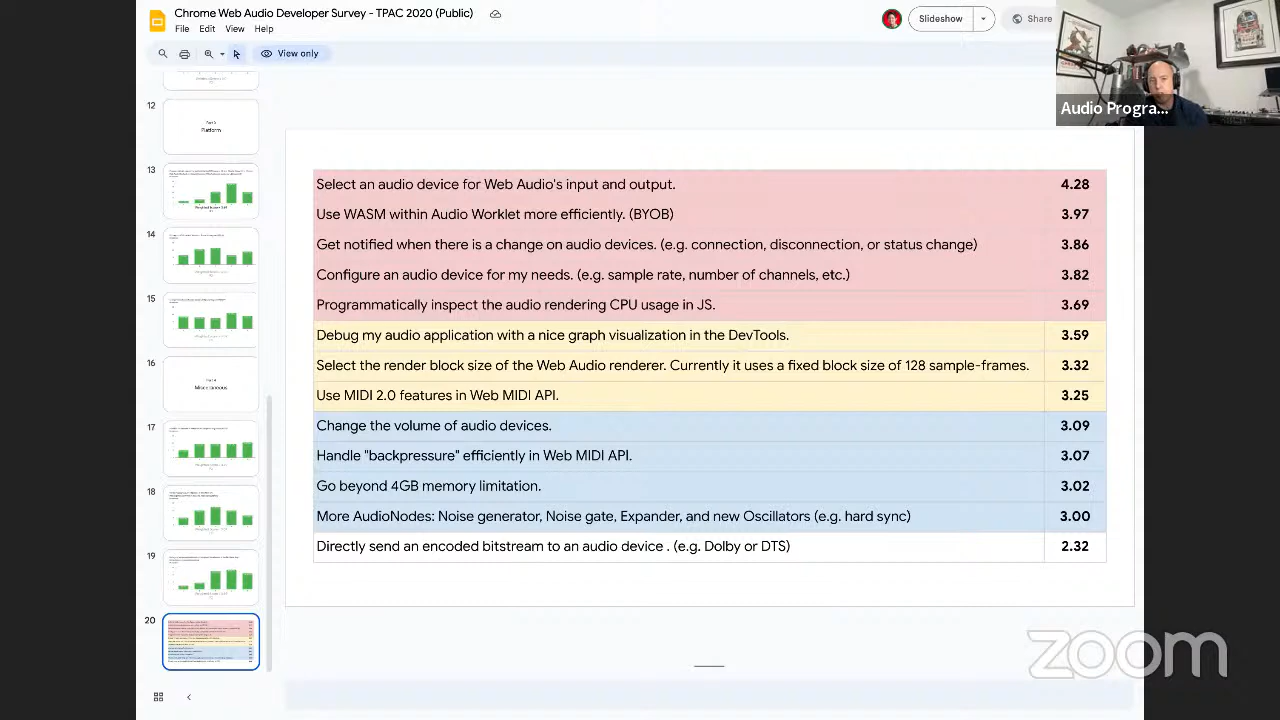 Chrome Web Audio Developer Survey - TPAC 2020 (Public)
File Edit View Help
Slideshow
Share
View only
Audio Progra...
12
Platform
13
14
15
16
Miscellaneous
17
18
19
20
Select an audio device for Web Audio's input and output. 4.28
Use WASM within Audio Worklet more efficiently. (BYOB) 3.97
Get notified when there is a change on audio devices. (e.g. connection, disconnection, or status change) 3.86
Configure an audio device for my needs. (e.g. sample rate, number of channels, etc.) 3.82
Programmatically monitor Web Audio's rendering glitches in JS. 3.69
Debug an audio application with a node graph visualization in the DevTools. 3.59
Select the render block size of the Web Audio renderer. Currently it uses a fixed block size of 128 sample-frames. 3.32
Use MIDI 2.0 features in Web MIDI API. 3.25
Change the volume of audio devices. 3.09
Handle "backpressure" efficienly in Web MIDI API. 3.07
Go beyond 4GB memory limitation. 3.02
More AudioNodes: Noise generator, Noise gate, Expander, and new Oscillators (e.g. hard sync) 3.00
Directly send an encoded bitstream to an audio device. (e.g. Dolby or DTS) 2.32
zoom